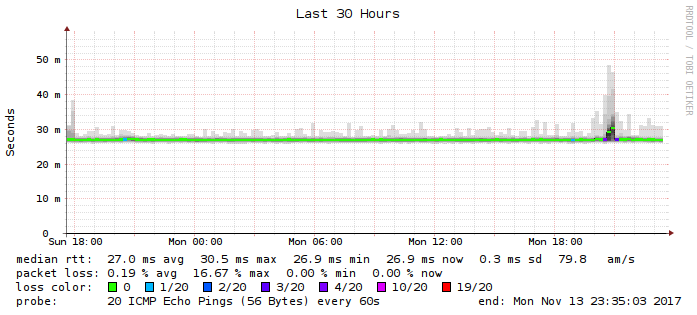 Last 30 Hours
RRDTOOL / TOBI OETIKER
Seconds
50 m
40 m
30 m
20 m
10 m
0
Sun 18:00 Mon 00:00 Mon 06:00 Mon 12:00 Mon 18:00
median rtt: 27.0 ms avg 30.5 ms max 26.9 ms min 26.9 ms now 0.3 ms sd 79.8 am/s
packet loss: 0.19 % avg 16.67 % max 0.00 % min 0.00 % now
loss color: 0 1/20 2/20 3/20 4/20 10/20 19/20
probe: 20 ICMP Echo Pings (56 Bytes) every 60s end: Mon Nov 13 23:35:03 2017